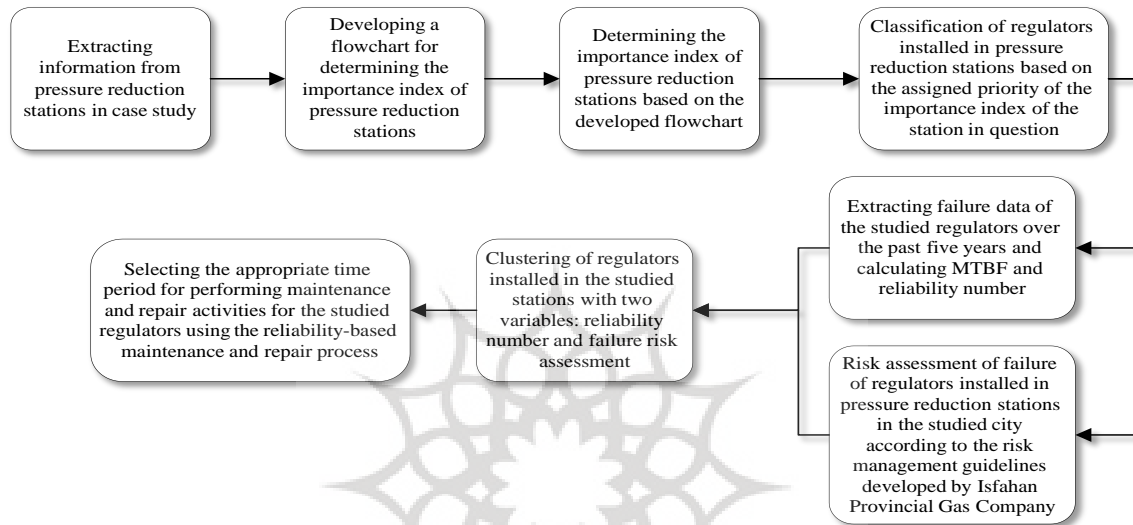 Extracting
information from
pressure reduction
stations in case study
Developing a
flowchart for
determining the
importance index of
pressure reduction
stations
Determining the
importance index of
pressure reduction
stations based on the
developed flowchart
Classification of regulators
installed in pressure
reduction stations based on
the assigned priority of the
importance index of the
station in question
Extracting failure data of
the studied regulators over
the past five years and
calculating MTBF and
reliability number
Risk assessment of failure
of regulators installed in
pressure reduction stations
in the studied city
according to the risk
management guidelines
developed by Isfahan
Provincial Gas Company
Clustering of regulators
installed in the studied
stations with two
variables: reliability
number and failure risk
assessment
Selecting the appropriate time
period for performing maintenance
and repair activities for the studied
regulators using the reliability-based
maintenance and repair process